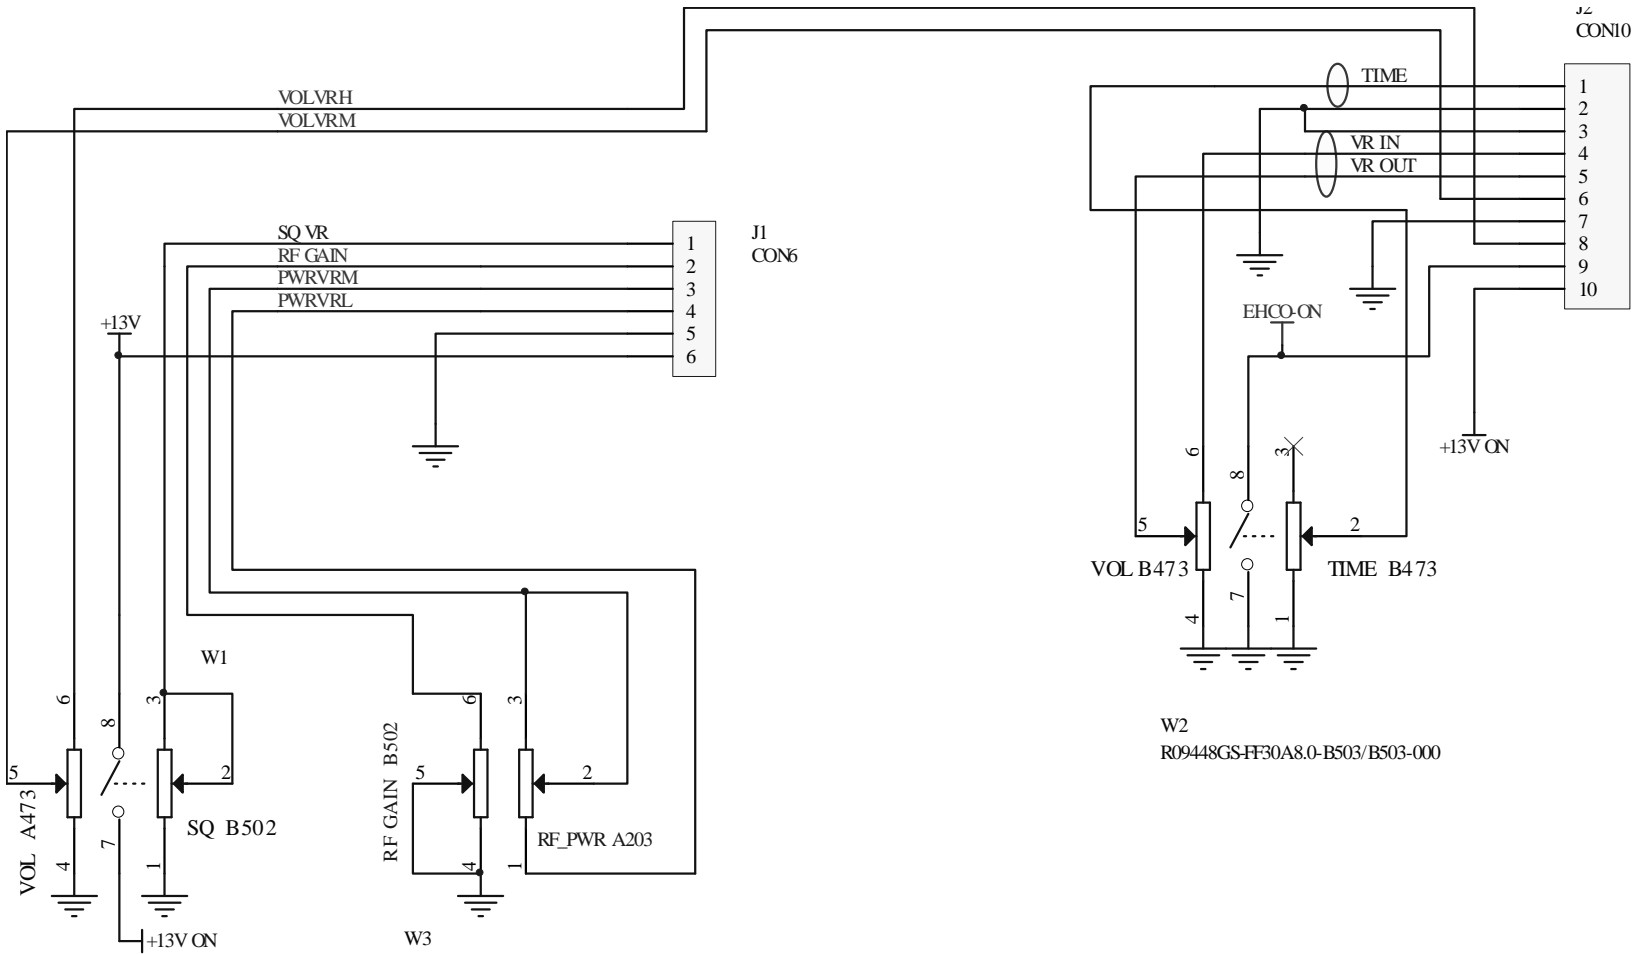 J2
CON10
TIME
1
VOLVRH
2
VOLVRM
3
VR IN
4
VR OUT
5
6
7
8
9
10
SQ VR
1
J1
RF GAIN
2
CON6
PWRVRM
3
PWRVRL
4
5
6
+13V
EHCO-ON
+13V ON
6
8
3
5
2
VOL B473
TIME B473
4
7
1
W1
6
8
3
5
2
VOL A473
SQ B502
4
7
1
+13V ON
6
3
5
2
RF GAIN B502
RF_PWR A203
4
1
W3
W2
R09448GS-FF30A8.0-B503/B503-000